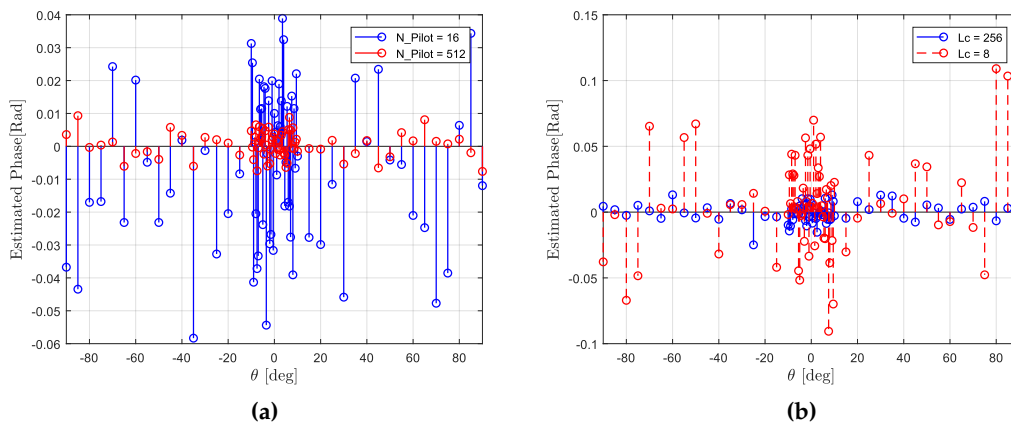 0.04
0.03
0.02
0.01
0
-0.01
-0.02
-0.03
-0.04
-0.05
-0.06
Estimated Phase[Rad]
-80 -60 -40 -20 0 20 40 60 80
θ [deg]
N_Pilot = 16
N_Pilot = 512
(a)
0.15
0.1
0.05
0
-0.05
-0.1
Estimated Phase[Rad]
-80 -60 -40 -20 0 20 40 60 80
θ [deg]
Lc = 256
Lc = 8
(b)